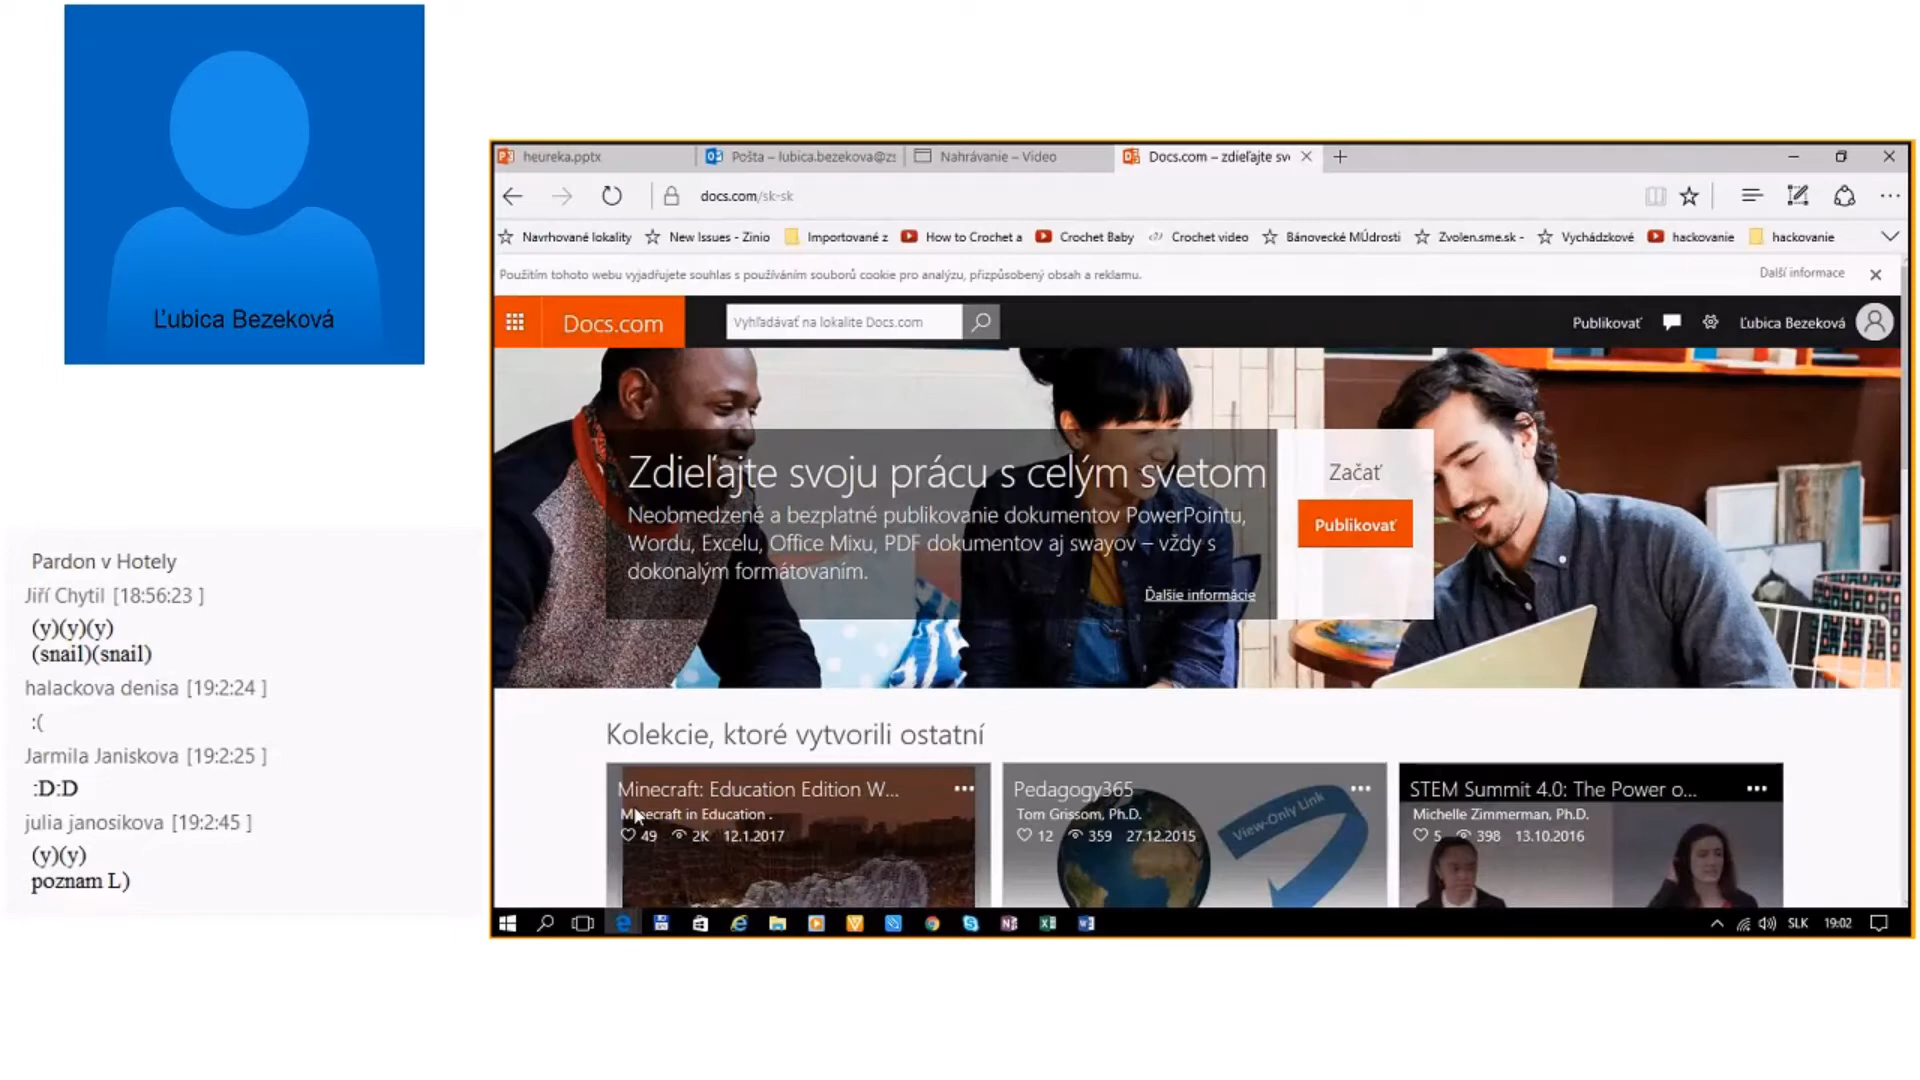 Ľubica Bezeková
Pardon v Hotely
Jiří Chytil [18:56:23 ]
(y)(y)(y)
(snail)(snail)
halackova denisa [19:2:24 ]
:(
Jarmila Janiskova [19:2:25 ]
:D:D
julia janosikova [19:2:45 ]
(y)(y)
poznam L)
heureka.pptx
Pošta – lubica.bezekova@zs
Nahrávanie – Video
Docs.com – zdieľajte sv
docs.com/sk-sk
Navrhované lokality
New Issues - Zinio
Importované z
How to Crochet a
Crochet Baby
Crochet video
Bánovecké MÚdrosti
Zvolen.sme.sk -
Vychádzkové
hackovanie
hackovanie
Použitím tohoto webu vyjadřujete souhlas s používáním souborů cookie pro analýzu, přizpůsobený obsah a reklamu.
Další informace
Docs.com
Vyhľadávať na lokalite Docs.com
Publikovať
Ľubica Bezeková
Zdieľajte svoju prácu s celým svetom
Neobmedzené a bezplatné publikovanie dokumentov PowerPointu,
Wordu, Excelu, Office Mixu, PDF dokumentov aj swayov – vždy s
dokonalým formátovaním.
Ďalšie informácie
Začať
Publikovať
Kolekcie, ktoré vytvorili ostatní
Minecraft: Education Edition W...
Minecraft in Education .
49 2K 12.1.2017
Pedagogy365
Tom Grissom, Ph.D.
12 359 27.12.2015
View-Only Link
STEM Summit 4.0: The Power o...
Michelle Zimmerman, Ph.D.
5 398 13.10.2016
SLK 19:02